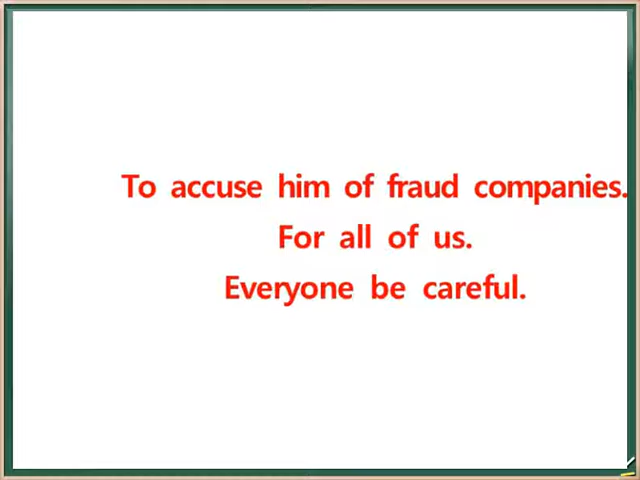 To accuse him of fraud companies.
For all of us.
Everyone be careful.